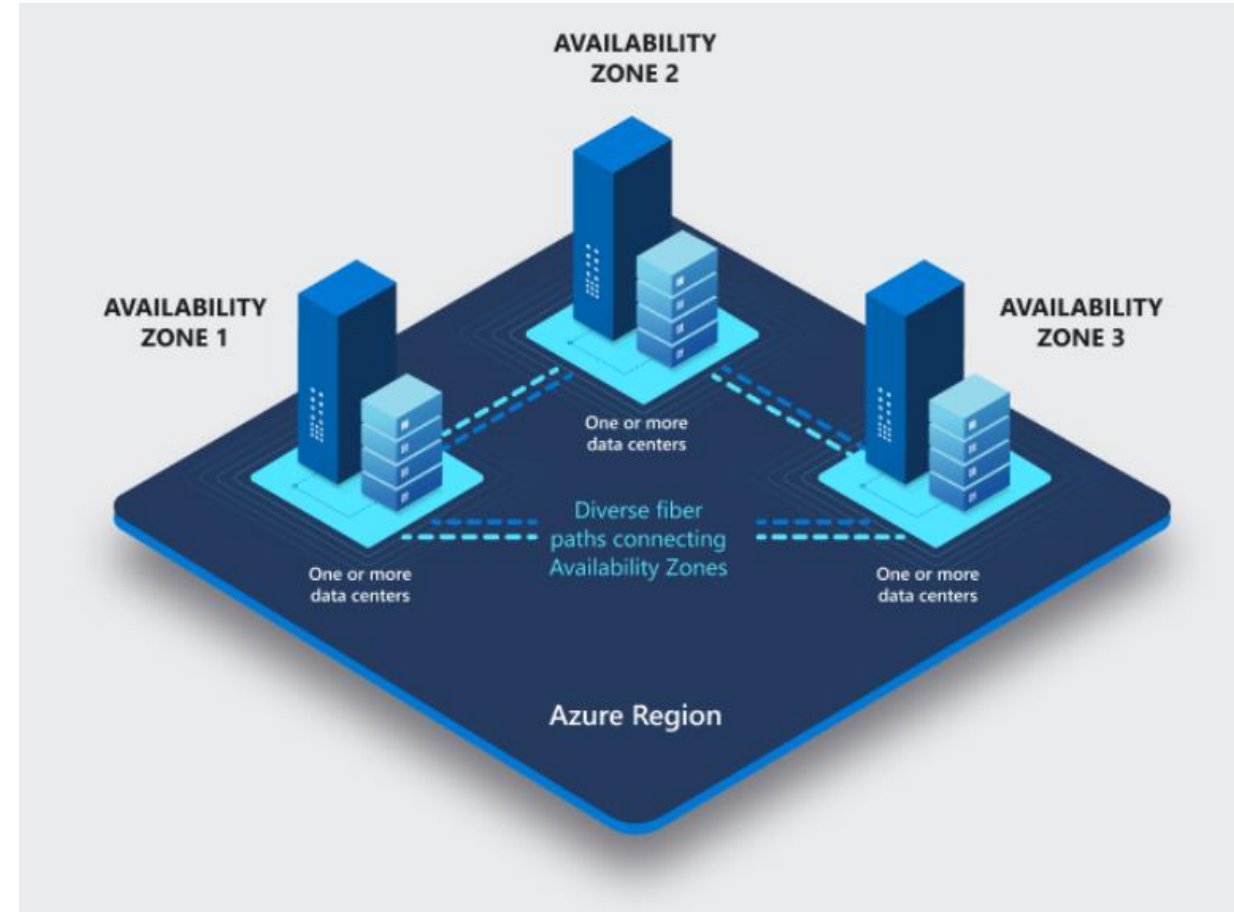 AVAILABILITY
ZONE 2
AVAILABILITY
ZONE 1
AVAILABILITY
ZONE 3
One or more
data centers
Diverse fiber
paths connecting
Availability Zones
One or more
data centers
One or more
data centers
Azure Region